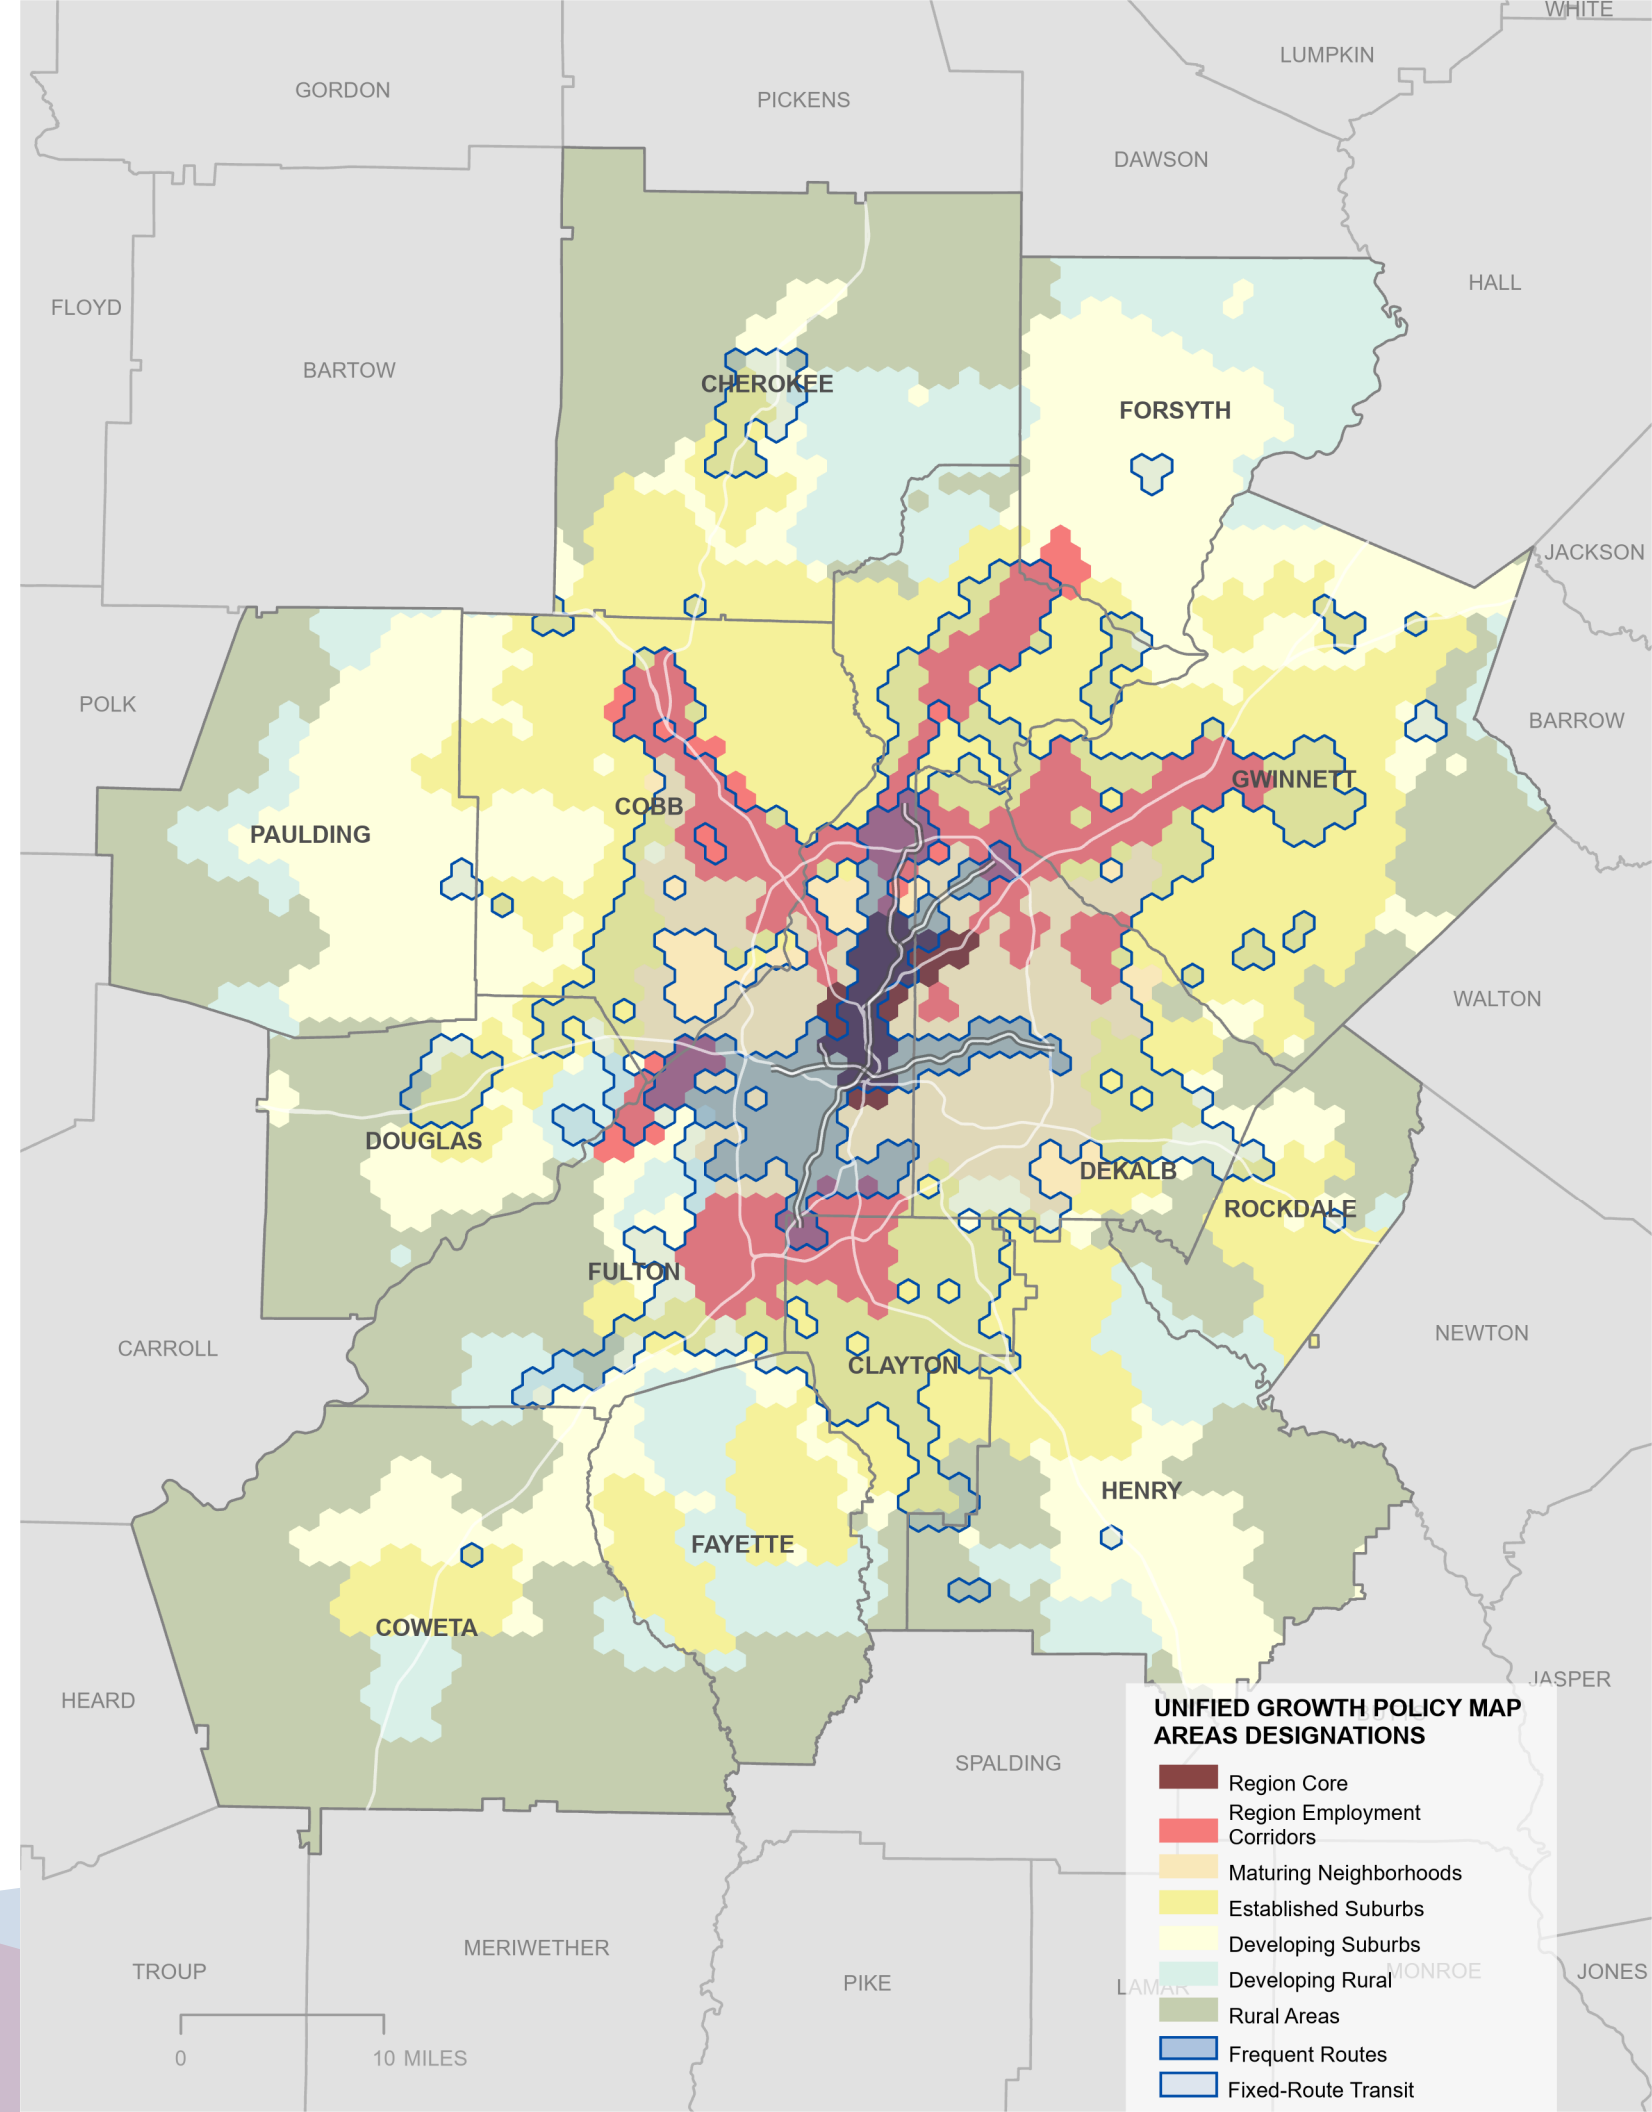 WHITE
LUMPKIN
GORDON
PICKENS
DAWSON
HALL
FLOYD
BARTOW
CHEROKEE
FORSYTH
JACKSON
POLK
BARROW
GWINNETT
COBB
PAULDING
WALTON
DOUGLAS
DEKALB
ROCKDALE
FULTON
NEWTON
CARROLL
CLAYTON
HENRY
FAYETTE
COWETA
JASPER
HEARD
BUTTS
SPALDING
UNIFIED GROWTH POLICY MAP
AREAS DESIGNATIONS
Region Core
Region Employment
Corridors
Maturing Neighborhoods
Established Suburbs
Developing Suburbs
Developing Rural
Rural Areas
Frequent Routes
Fixed-Route Transit
MERIWETHER
TROUP
PIKE
LAMAR
MONROE
JONES
0 10 MILES